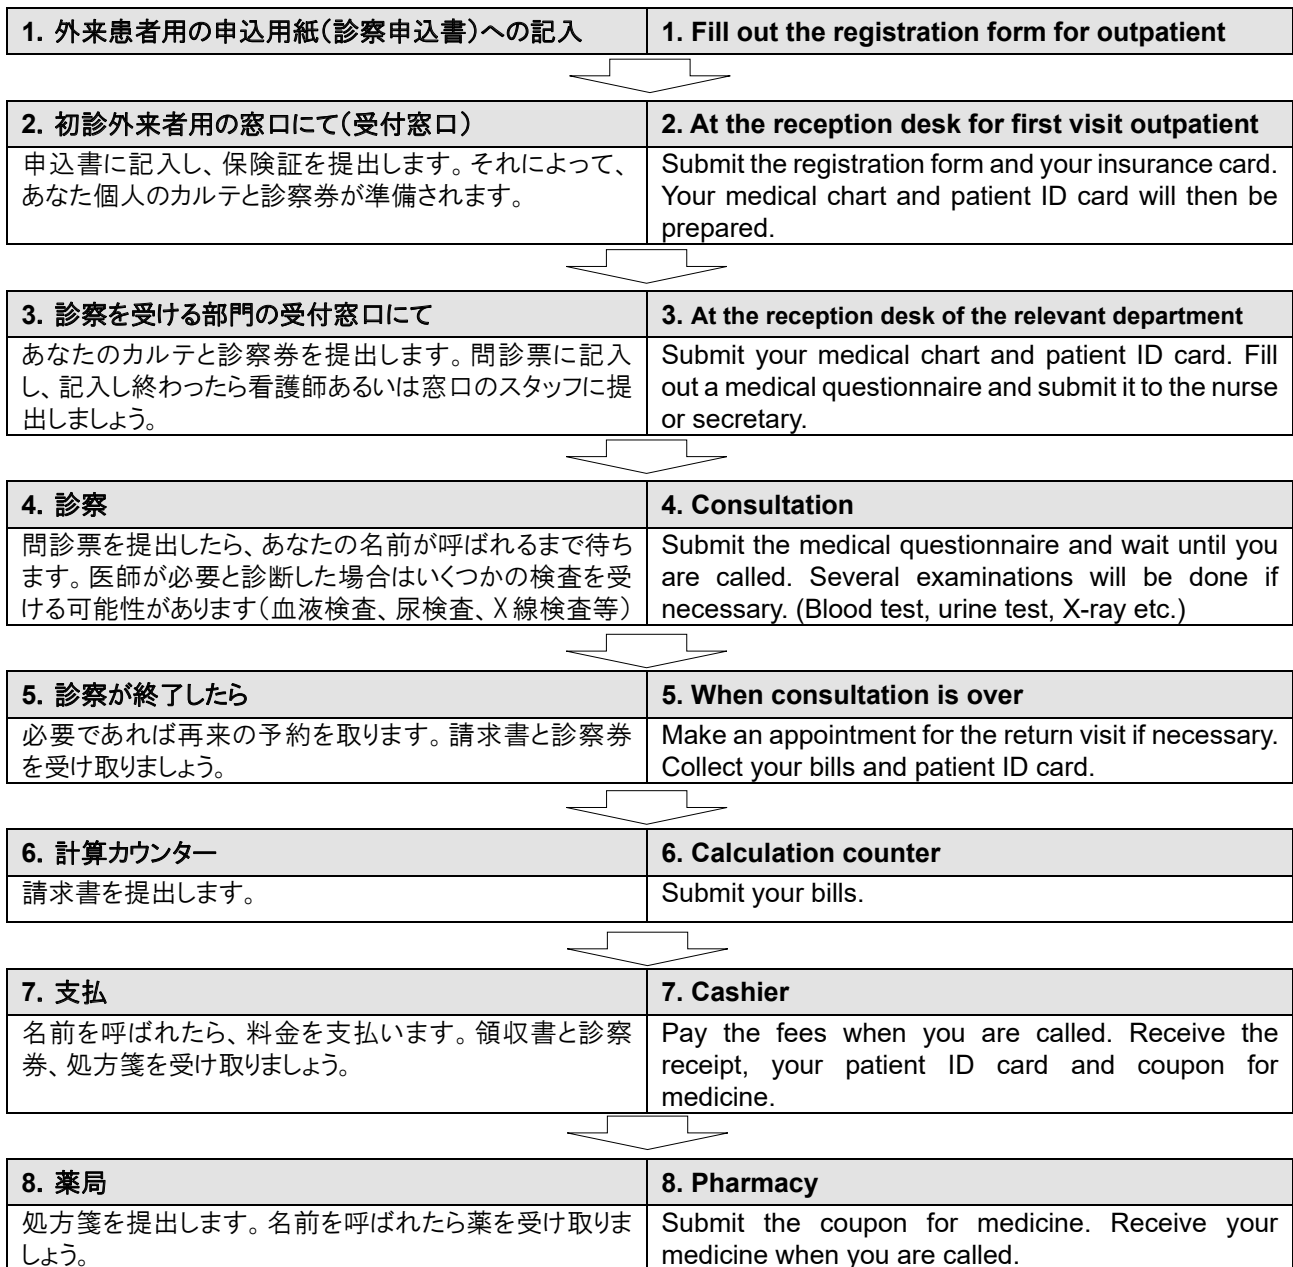 1. 外来患者用の申込用紙（診察申込書）への記入
1. Fill out the registration form for outpatient
2. 初診外来者用の窓口にて（受付窓口）
2. At the reception desk for first visit outpatient
申込書に記入し、保険証を提出します。それによって、
あなた個人のカルテと診察券が準備されます。
Submit the registration form and your insurance card.
Your medical chart and patient ID card will then be
prepared.
3. 診察を受ける部門の受付窓口にて
3. At the reception desk of the relevant department
あなたのカルテと診察券を提出します。問診票に記入
し、記入し終わったら看護師あるいは窓口のスタッフに提
出しましょう。
Submit your medical chart and patient ID card. Fill
out a medical questionnaire and submit it to the nurse
or secretary.
4. 診察
4. Consultation
問診票を提出したら、あなたの名前が呼ばれるまで待ち
ます。医師が必要と診断した場合はいくつかの検査を受
ける可能性があります（血液検査、尿検査、X線検査等）
Submit the medical questionnaire and wait until you
are called. Several examinations will be done if
necessary. (Blood test, urine test, X-ray etc.)
5. 診察が終了したら
5. When consultation is over
必要であれば再来の予約を取ります。請求書と診察券
を受け取りましょう。
Make an appointment for the return visit if necessary.
Collect your bills and patient ID card.
6. 計算カウンター
6. Calculation counter
請求書を提出します。
Submit your bills.
7. 支払
7. Cashier
名前を呼ばれたら、料金を支払います。領収書と診察
券、処方箋を受け取りましょう。
Pay the fees when you are called. Receive the
receipt, your patient ID card and coupon for
medicine.
8. 薬局
8. Pharmacy
処方箋を提出します。名前を呼ばれたら薬を受け取りま
しょう。
Submit the coupon for medicine. Receive your
medicine when you are called.